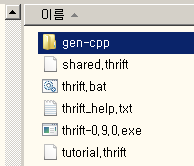 이름
gen-cpp
shared.thrift
thrift.bat
thrift_help.txt
thrift-0.9.0.exe
tutorial.thrift